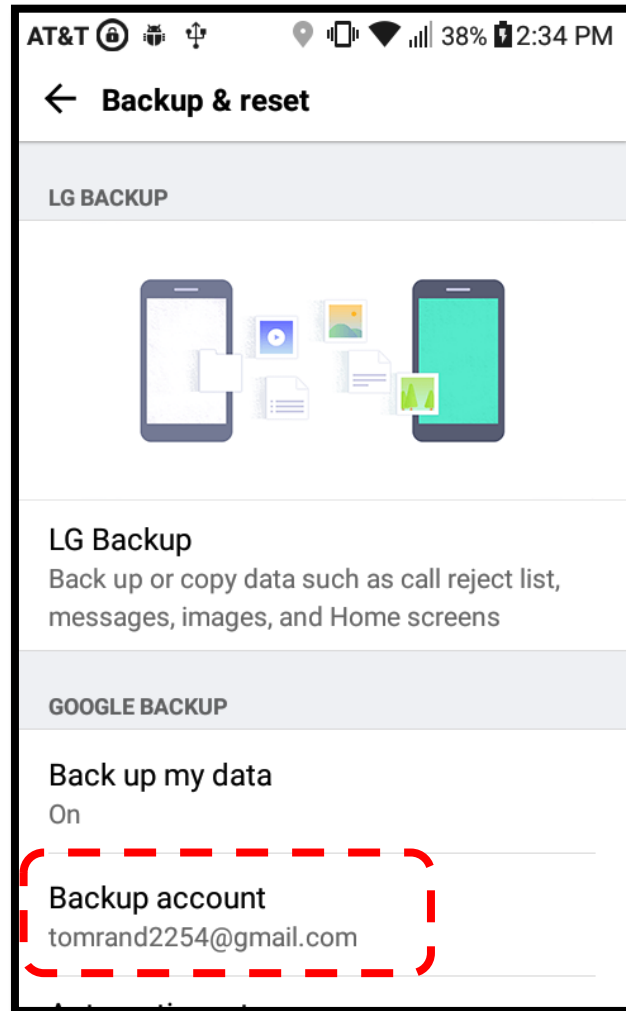 AT&T 38% 2:34 PM
Backup & reset
LG BACKUP
LG Backup
Back up or copy data such as call reject list,
messages, images, and Home screens
GOOGLE BACKUP
Back up my data
On
Backup account
tomrand2254@gmail.com